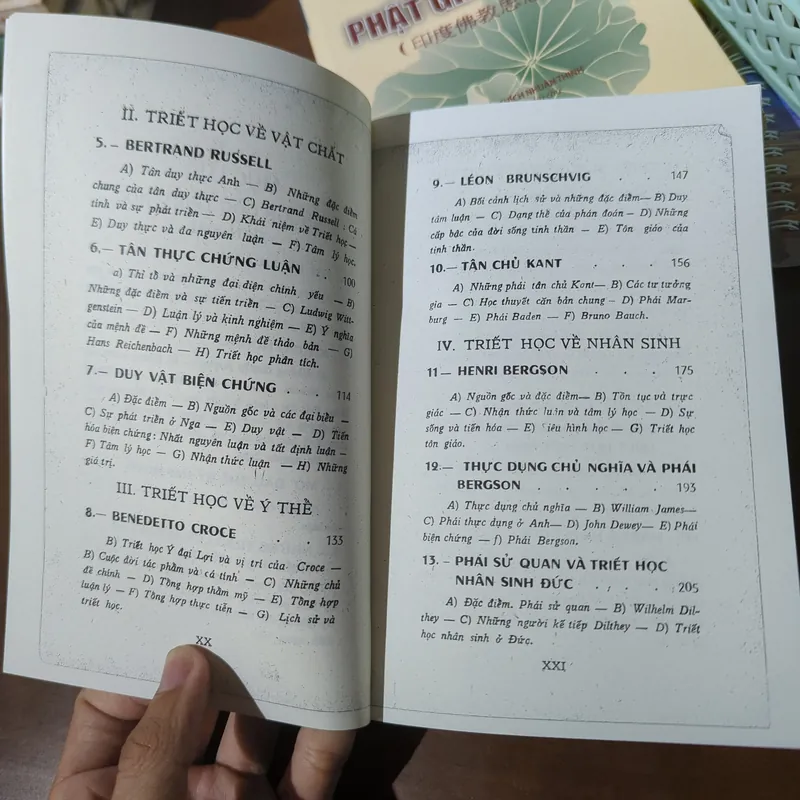 PHẬT
(印度佛教思
THÍCH NHUẬN THỊNH
II. TRIẾT HỌC VỀ VẬT CHẤT
5.— BERTRAND RUSSELL
A) Tân duy thực Anh — B) Những đặc điểm
chung của tân duy thực — C) Bertrand Russell : Cá
tính và sự phát triển — D) Khái niệm về Triết học —
E) Duy thực và đa nguyên luận — F) Tâm lý học.
6.— TÂN THỰC CHỨNG LUẬN . . 100
a) Thỉ tổ và những đại diện chính yếu — B)
Những đặc điểm và sự tiến triển — C) Ludwig Witt-
genstein — D) Luận lý và kinh nghiệm — E) Ý nghĩa
của mệnh đề — F) Những mệnh đề thảo bản — G)
Hans Reichenbach — H) Triết học phân tích.
7.— DUY VẬT BIỆN CHỨNG . . 114
A) Đặc điểm — B) Nguồn gốc và các đại biểu —
C) Sự phát triển ở Nga — E) Duy vật — D) Tiến
hóa biện chứng : Nhất nguyên luận và tất định luận —
F) Tâm lý học — G) Nhận thức luận — H) Những
giá trị.
III. TRIẾT HỌC VỀ Ý THỂ
8.— BENEDETTO CROCE . . 133
B) Triết học Ý đại Lợi và vị trí của Croce —
B) Cuộc đời tác phẩm và cá tính — C) Những chủ
đề chính — D) Tổng hợp thẩm mỹ — E) Tổng hợp
luận lý — F) Tổng hợp thực tiễn — G) Lịch sử và
triết học.
XX
9.— LÉON BRUNSCHVIG . . 147
A) Bối cảnh lịch sử và những đặc điểm— B) Duy
tâm luận — C) Dạng thể của phán đoán — D) Những
cấp bậc của đời sống tinh thần — E) Tôn giáo của
tinh thần.
10.— TÂN CHỦ KANT . . . 156
A) Những phái tân chủ Kant— B) Các tư tưởng
gia — C) Học thuyết căn bản chung — D) Phái Mar-
burg — E) Phái Baden — F) Bruno Bauch.
IV. TRIẾT HỌC VỀ NHÂN SINH
11 — HENRI BERGSON . . . 175
A) Nguồn gốc và đặc điểm— B) Tồn tục và trực
giác — C) Nhận thức luận và tâm lý học — D) Sự
sống và tiến hóa — E) Siêu hình học — G) Triết học
tôn giáo.
12.— THỰC DỤNG CHỦ NGHĨA VÀ PHÁI
BERGSON . . . . . 193
A) Thực dụng chủ nghĩa — B) William James—
C) Phái thực dụng ở Anh— D) John Dewey— E) Phái
biện chứng — f) Phái Bergson.
13. — PHÁI SỬ QUAN VÀ TRIẾT HỌC
NHÂN SINH ĐỨC . . . . 205
A) Đặc điểm. Phái sử quan — B) Wilhelm Dil-
they — C) Những người kế tiếp Dilthey — D) Triết
học nhân sinh ở Đức.
XXI